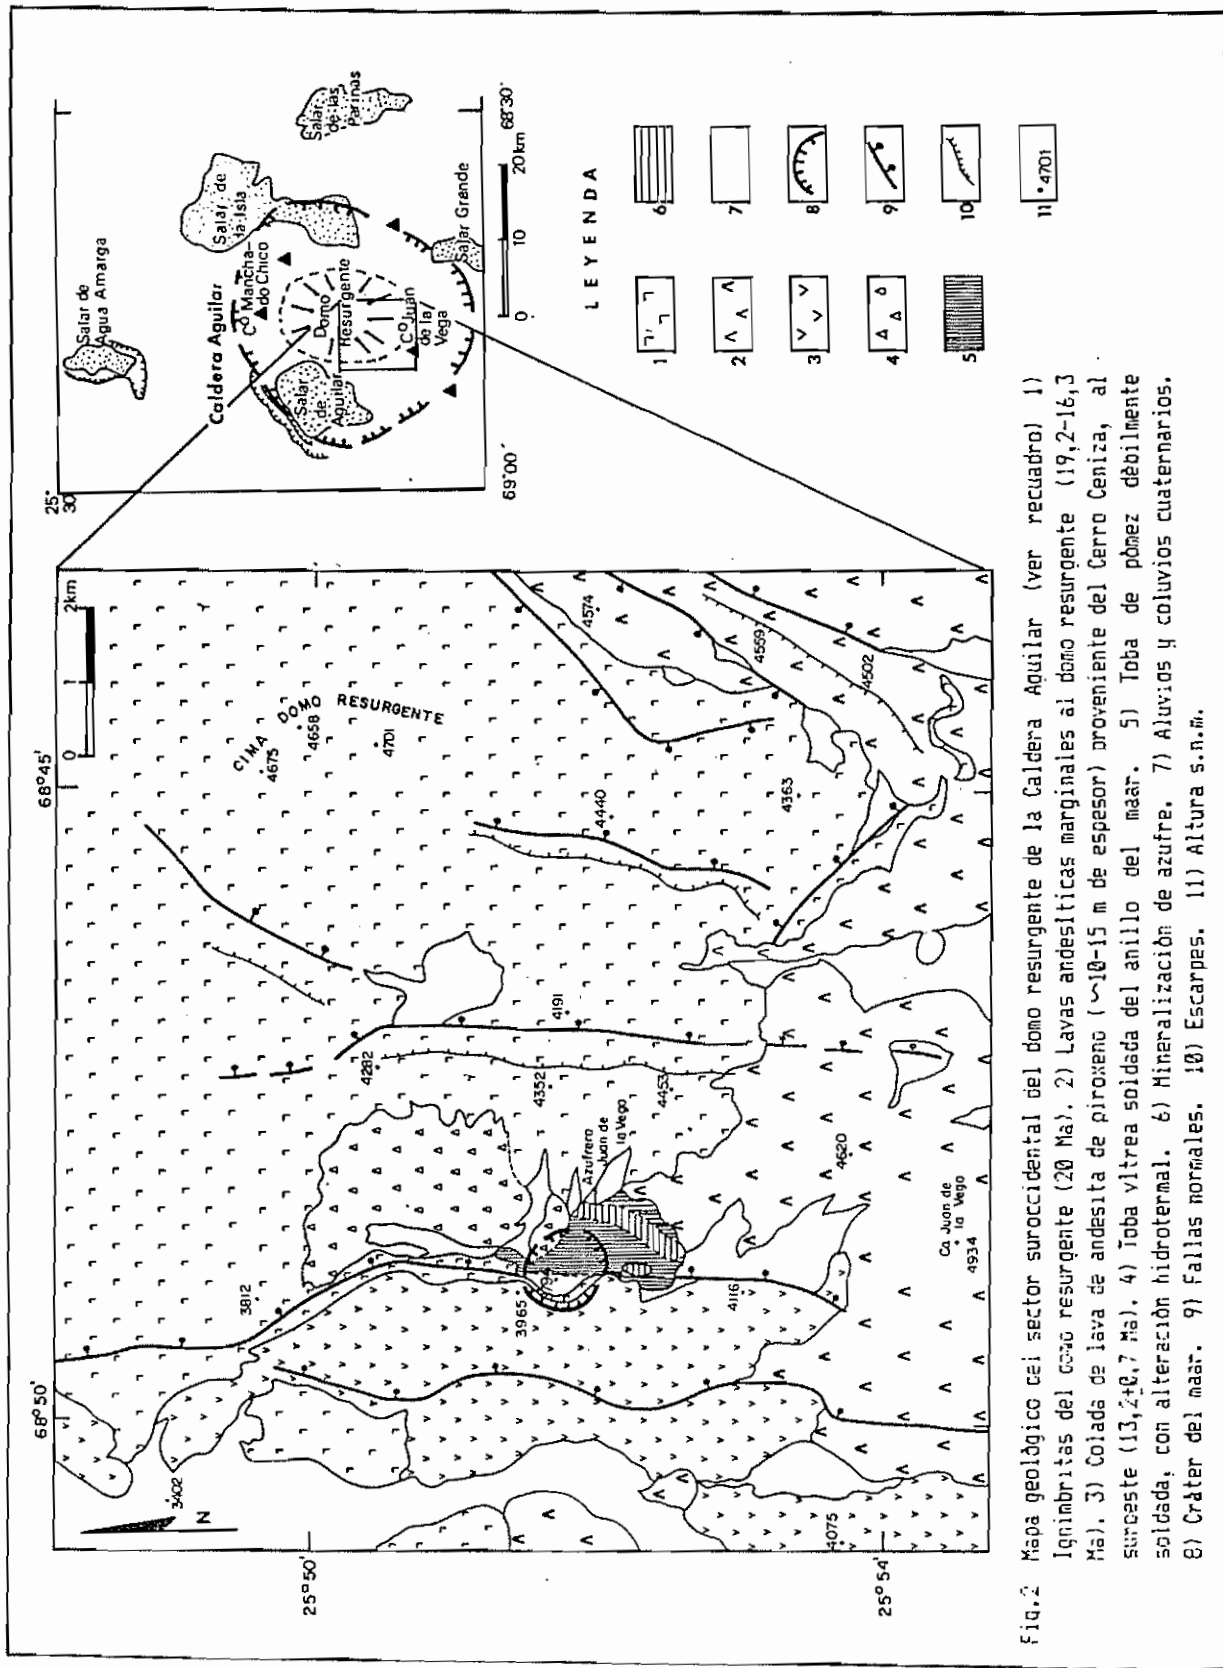 68°50'
68°45'
0 1 2km
25°50'
25°54'
N
3402
3812
4282
4191
4352
4453
3965
4116
4620
4075
4440
4363
4574
4559
4502
CIMA DOMO RESURGENTE
4675
4658
4701
Azufrera
Juan de
la Vega
Co Juan de
la Vega
4934
25°
30'
69°00'
68°30'
0 10 20km
Salar de
Agua Amarga
Caldera Aguilar
Salar de
la Isla
Salar
de las
Parinas
Co Mancha-
do Chico
Domo
Resurgente
Salar
de
Aguilar
Co Juan
de la
Vega
Salar Grande
LEYENDA
1
2
3
4
5
6
7
8
9
10
11 4701
Fig.2 Mapa geológico del sector suroccidental del domo resurgente de la Caldera Aguilar (ver recuadro) 1)
Ignimbritas del domo resurgente (20 Ma). 2) Lavas andesíticas marginales al domo resurgente (19,2-16,3
Ma). 3) Colada de lava de andesita de piroxeno (~10-15 m de espesor) proveniente del Cerro Ceniza, al
suroeste (13,2±0,7 Ma). 4) Toba vítrea soldada del anillo del maar. 5) Toba de pómez débilmente
soldada, con alteración hidrotermal. 6) Mineralización de azufre. 7) Aluvios y coluvios cuaternarios.
8) Cráter del maar. 9) Fallas normales. 10) Escarpes. 11) Altura s.n.m.